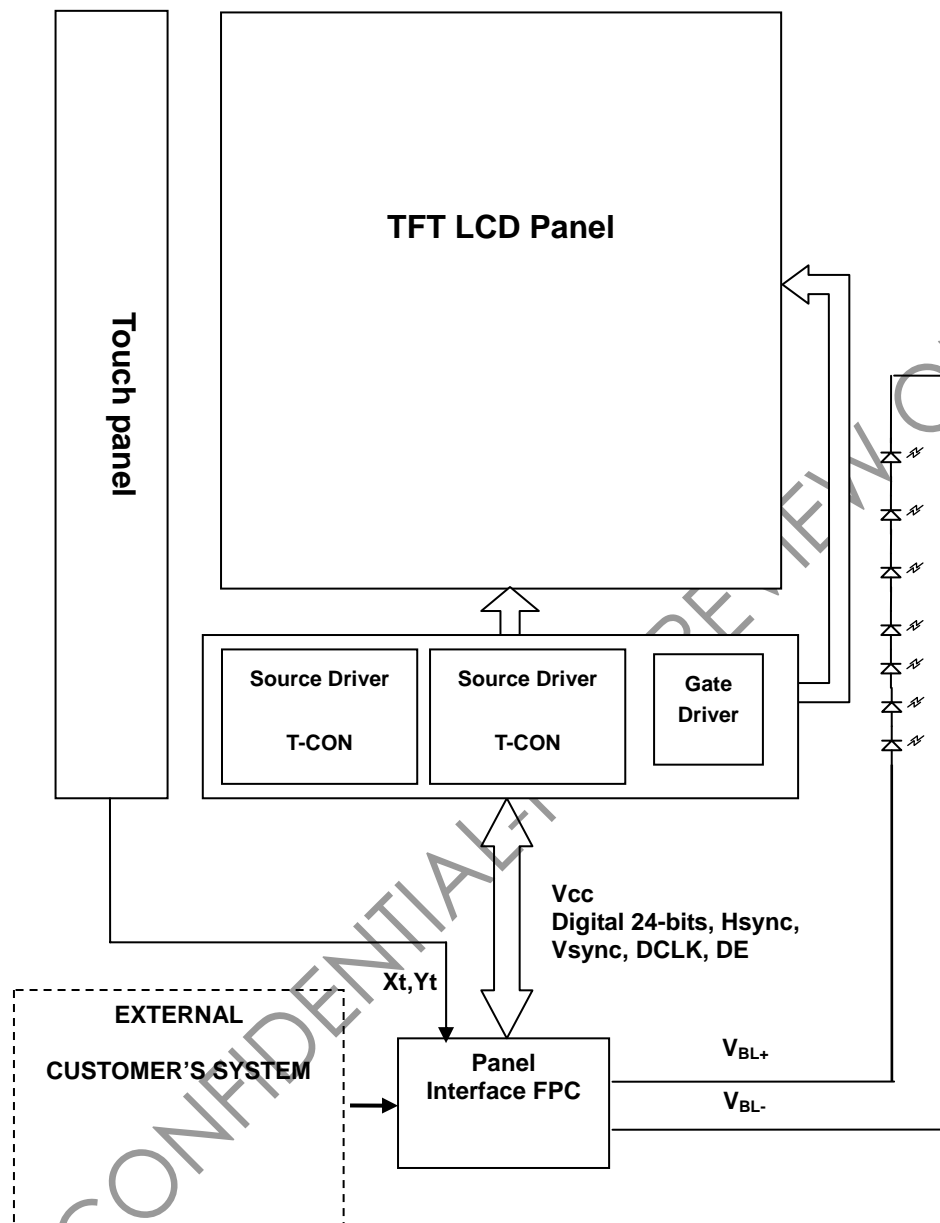 TFT LCD Panel
Touch panel
Source Driver
T-CON
Source Driver
T-CON
Gate
Driver
Vcc
Digital 24-bits, Hsync,
Vsync, DCLK, DE
Xt,Yt
EXTERNAL
CUSTOMER'S SYSTEM
Panel
Interface FPC
VBL+
VBL-